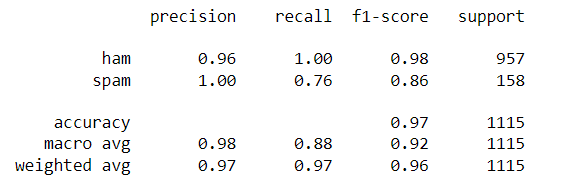 precision recall f1-score support
ham 0.96 1.00 0.98 957
spam 1.00 0.76 0.86 158
accuracy 0.97 1115
macro avg 0.98 0.88 0.92 1115
weighted avg 0.97 0.97 0.96 1115